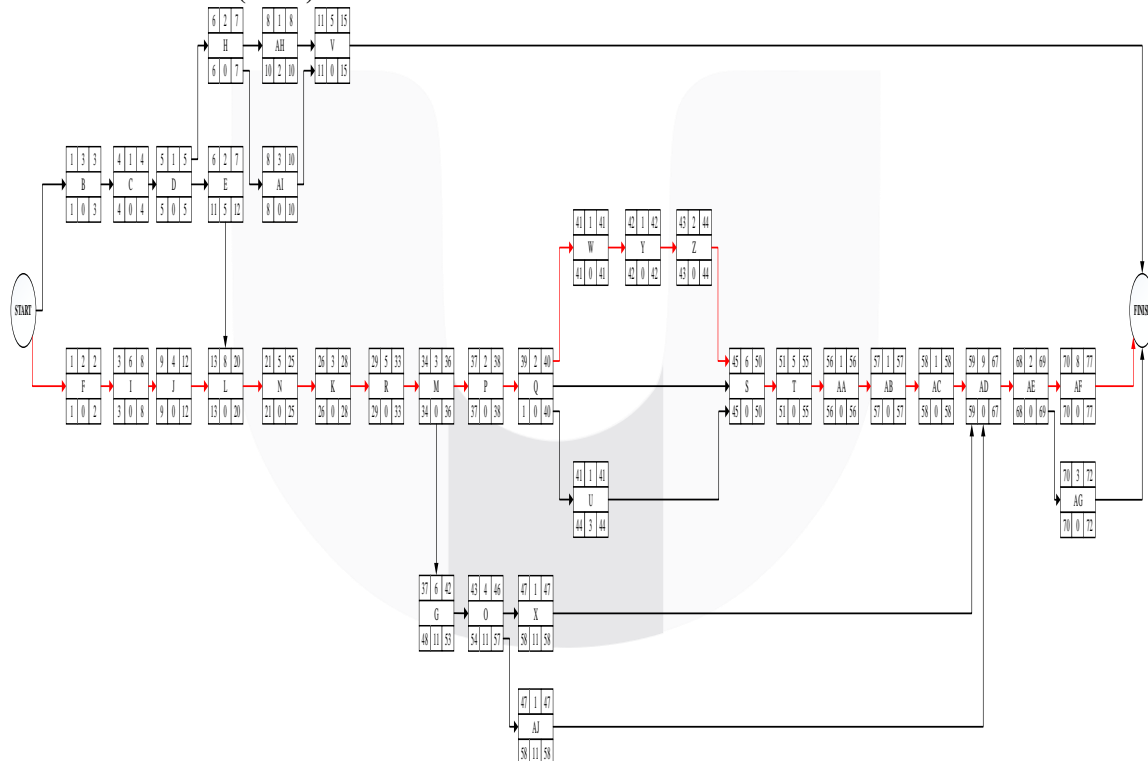 6 2 7
H
6 0 7
8 1 8
AH
10 2 10
11 5 15
V
11 0 15
1 3 3
B
1 0 3
4 1 4
C
4 0 4
5 1 5
D
5 0 5
6 2 7
E
11 5 12
8 3 10
AI
8 0 10
41 1 41
W
41 0 41
42 1 42
Y
42 0 42
43 2 44
Z
43 0 44
START
FINISH
1 2 2
F
1 0 2
3 6 8
I
3 0 8
9 4 12
J
9 0 12
13 8 20
L
13 0 20
21 5 25
N
21 0 25
26 3 28
K
26 0 28
29 5 33
R
29 0 33
34 3 36
M
34 0 36
37 2 38
P
37 0 38
39 2 40
Q
1 0 40
45 6 50
S
45 0 50
51 5 55
T
51 0 55
56 1 56
AA
56 0 56
57 1 57
AB
57 0 57
58 1 58
AC
58 0 58
59 9 67
AD
59 0 67
68 2 69
AE
68 0 69
70 8 77
AF
70 0 77
41 1 41
U
44 3 44
70 3 72
AG
70 0 72
37 6 42
G
48 11 53
43 4 46
O
54 11 57
47 1 47
X
58 11 58
47 1 47
AJ
58 11 58